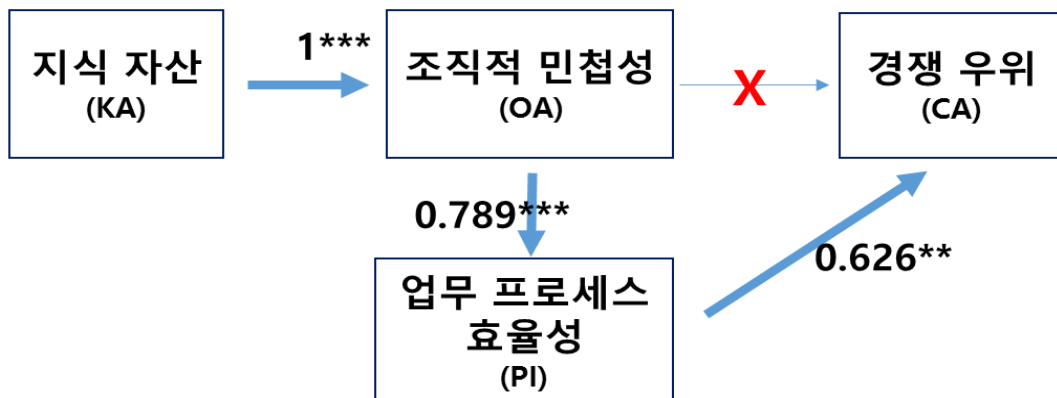 지식 자산
(KA)
1***
조직적 민첩성
(OA)
X
경쟁 우위
(CA)
0.789***
0.626**
업무 프로세스
효율성
(PI)